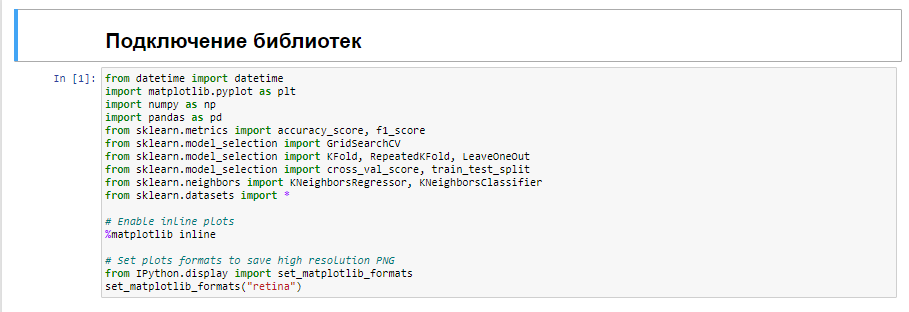 Подключение библиотек
In [1]:
from datetime import datetime
import matplotlib.pyplot as plt
import numpy as np
import pandas as pd
from sklearn.metrics import accuracy_score, f1_score
from sklearn.model_selection import GridSearchCV
from sklearn.model_selection import KFold, RepeatedKFold, LeaveOneOut
from sklearn.model_selection import cross_val_score, train_test_split
from sklearn.neighbors import KNeighborsRegressor, KNeighborsClassifier
from sklearn.datasets import *

# Enable inline plots
%matplotlib inline

# Set plots formats to save high resolution PNG
from IPython.display import set_matplotlib_formats
set_matplotlib_formats("retina")